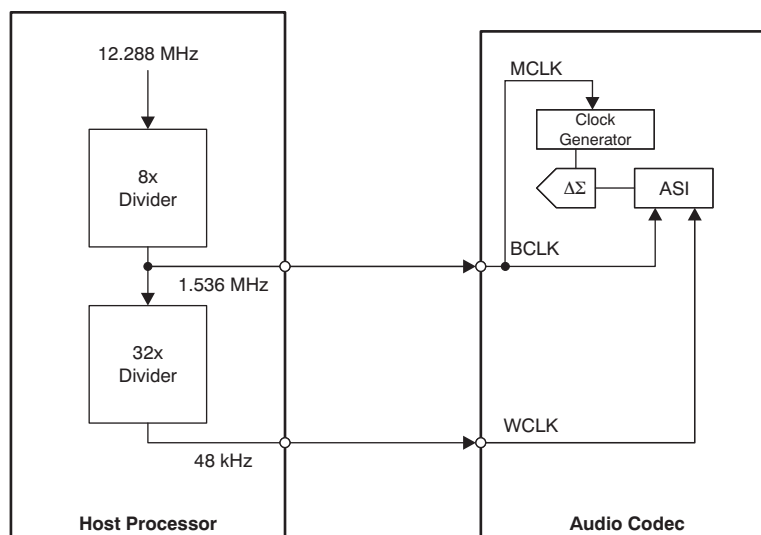 12.288 MHz
8x
Divider
1.536 MHz
32x
Divider
48 kHz
Host Processor
MCLK
Clock
Generator
ΔΣ
ASI
BCLK
WCLK
Audio Codec